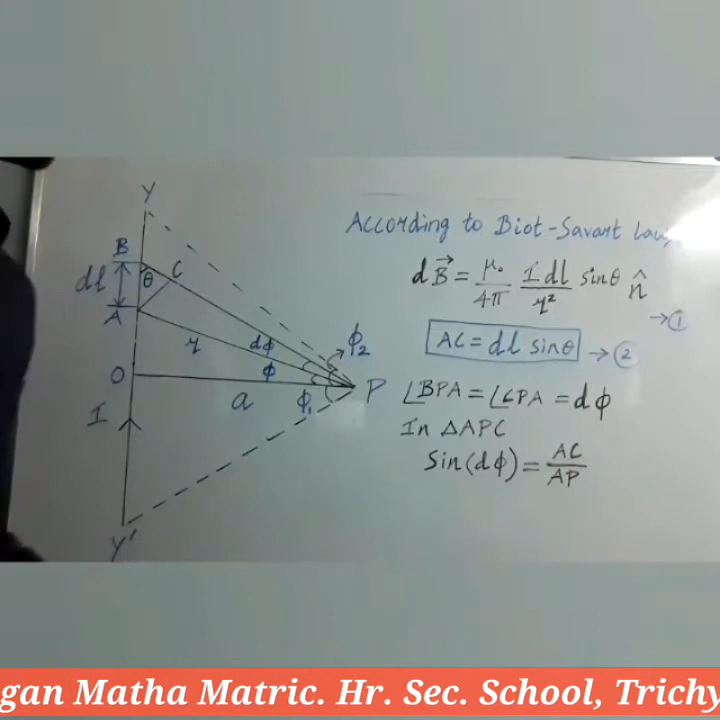 According to Biot-Savart Law,
dB⃗ = μ₀/4π Idl/r² sinθ n̂
→①
AC = dl sinθ → ②
∠BPA = ∠CPA = dφ
In △APC
Sin(dφ) = AC/AP
Y
B
C
dl
θ
A
r
dφ
φ₂
φ
O
P
a
φ₁
I
Y'
gan Matha Matric. Hr. Sec. School, Trichy